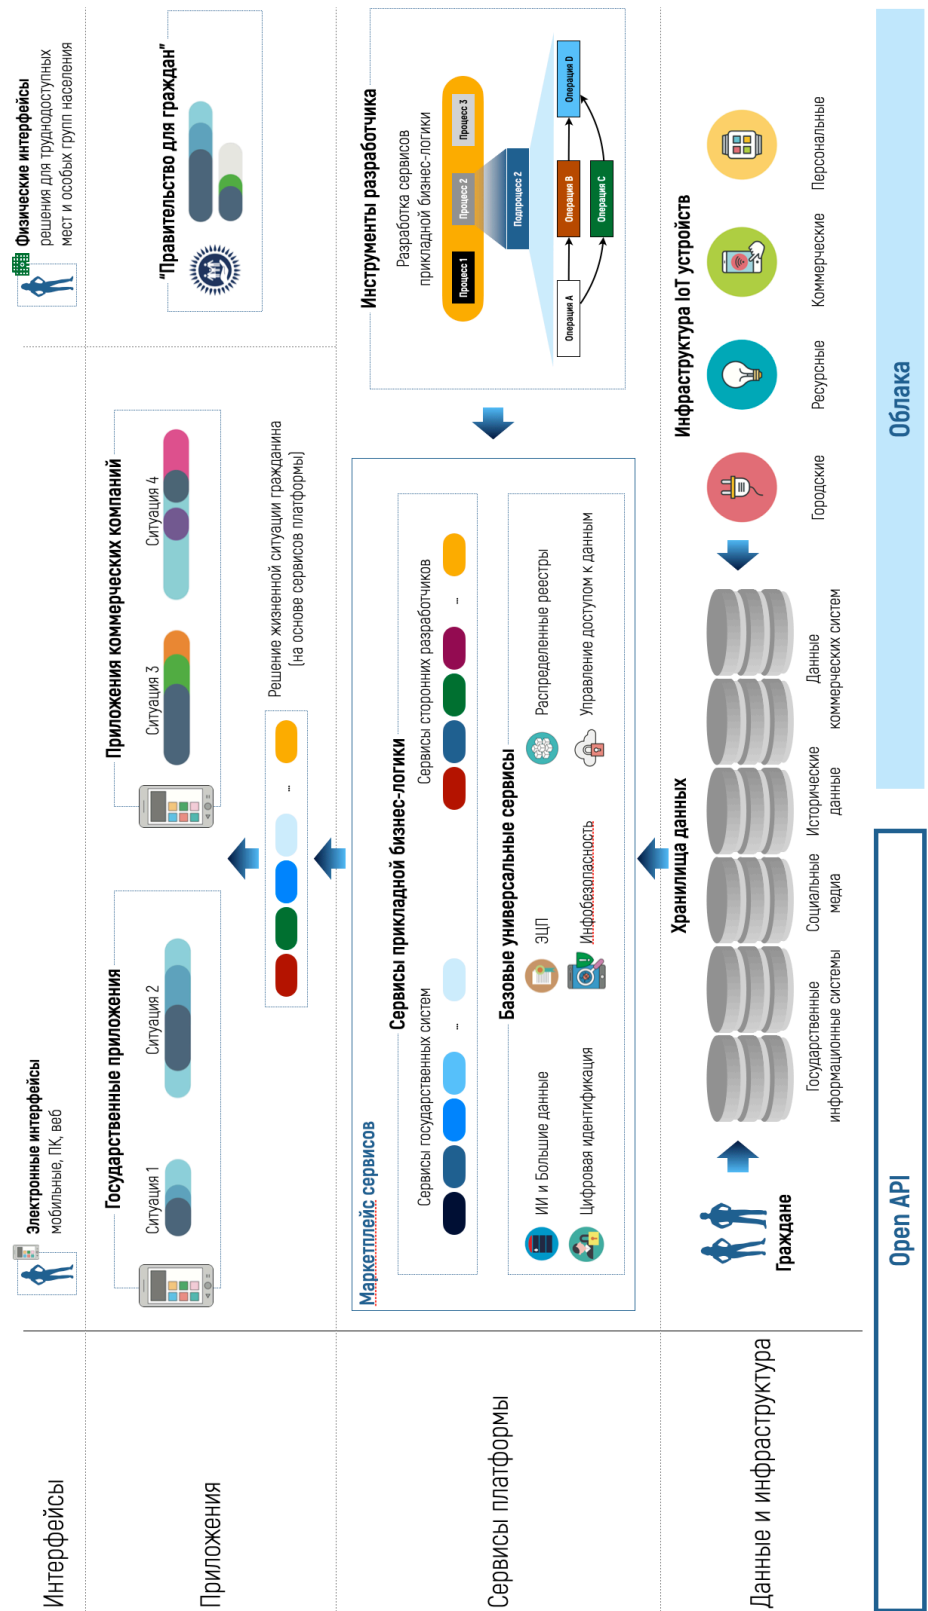 Интерфейсы
Электронные интерфейсы
мобильные, ПК, веб
Физические интерфейсы
решения для труднодоступных
мест и особых групп населения
Приложения
Государственные приложения
Ситуация 1
Ситуация 2
Приложения коммерческих компаний
Ситуация 3
Ситуация 4
“Правительство для граждан”
...
Решение жизненной ситуации гражданина
(на основе сервисов платформы)
Сервисы платформы
Маркетплейс сервисов
Сервисы прикладной бизнес-логики
Сервисы государственных систем
...
Сервисы сторонних разработчиков
...
Базовые универсальные сервисы
ИИ и Большие данные
ЭЦП
Распределенные реестры
Цифровая идентификация
Инфобезопасность
Управление доступом к данным
Инструменты разработчика
Разработка сервисов
прикладной бизнес-логики
Процесс 1
Процесс 2
Процесс 3
Подпроцесс 2
Операция A
Операция B
Операция C
Операция D
Данные и инфраструктура
Граждане
Хранилища данных
Государственные
информационные системы
Социальные
медиа
Исторические
данные
Данные
коммерческих систем
Инфраструктура IoT устройств
Городские
Ресурсные
Коммерческие
Персональные
Open API
Облака